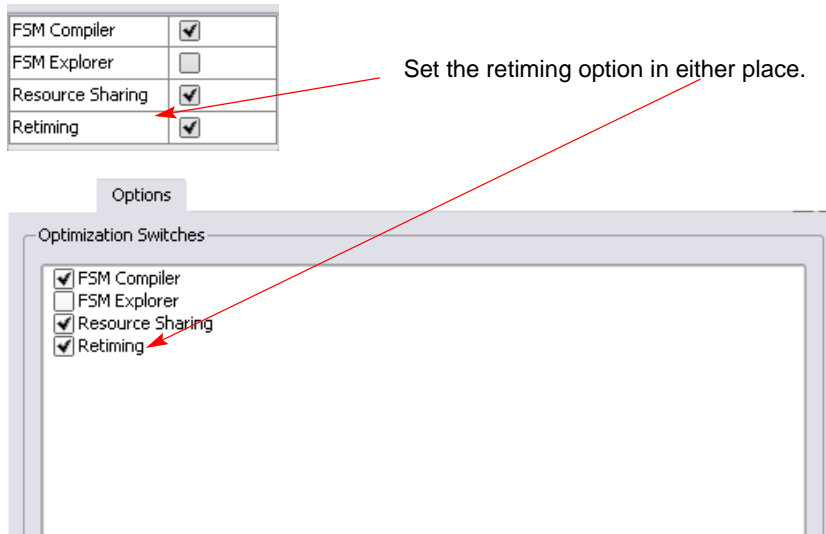 FSM Compiler
FSM Explorer
Resource Sharing
Retiming
Set the retiming option in either place.
Options
Optimization Switches
FSM Compiler
FSM Explorer
Resource Sharing
Retiming